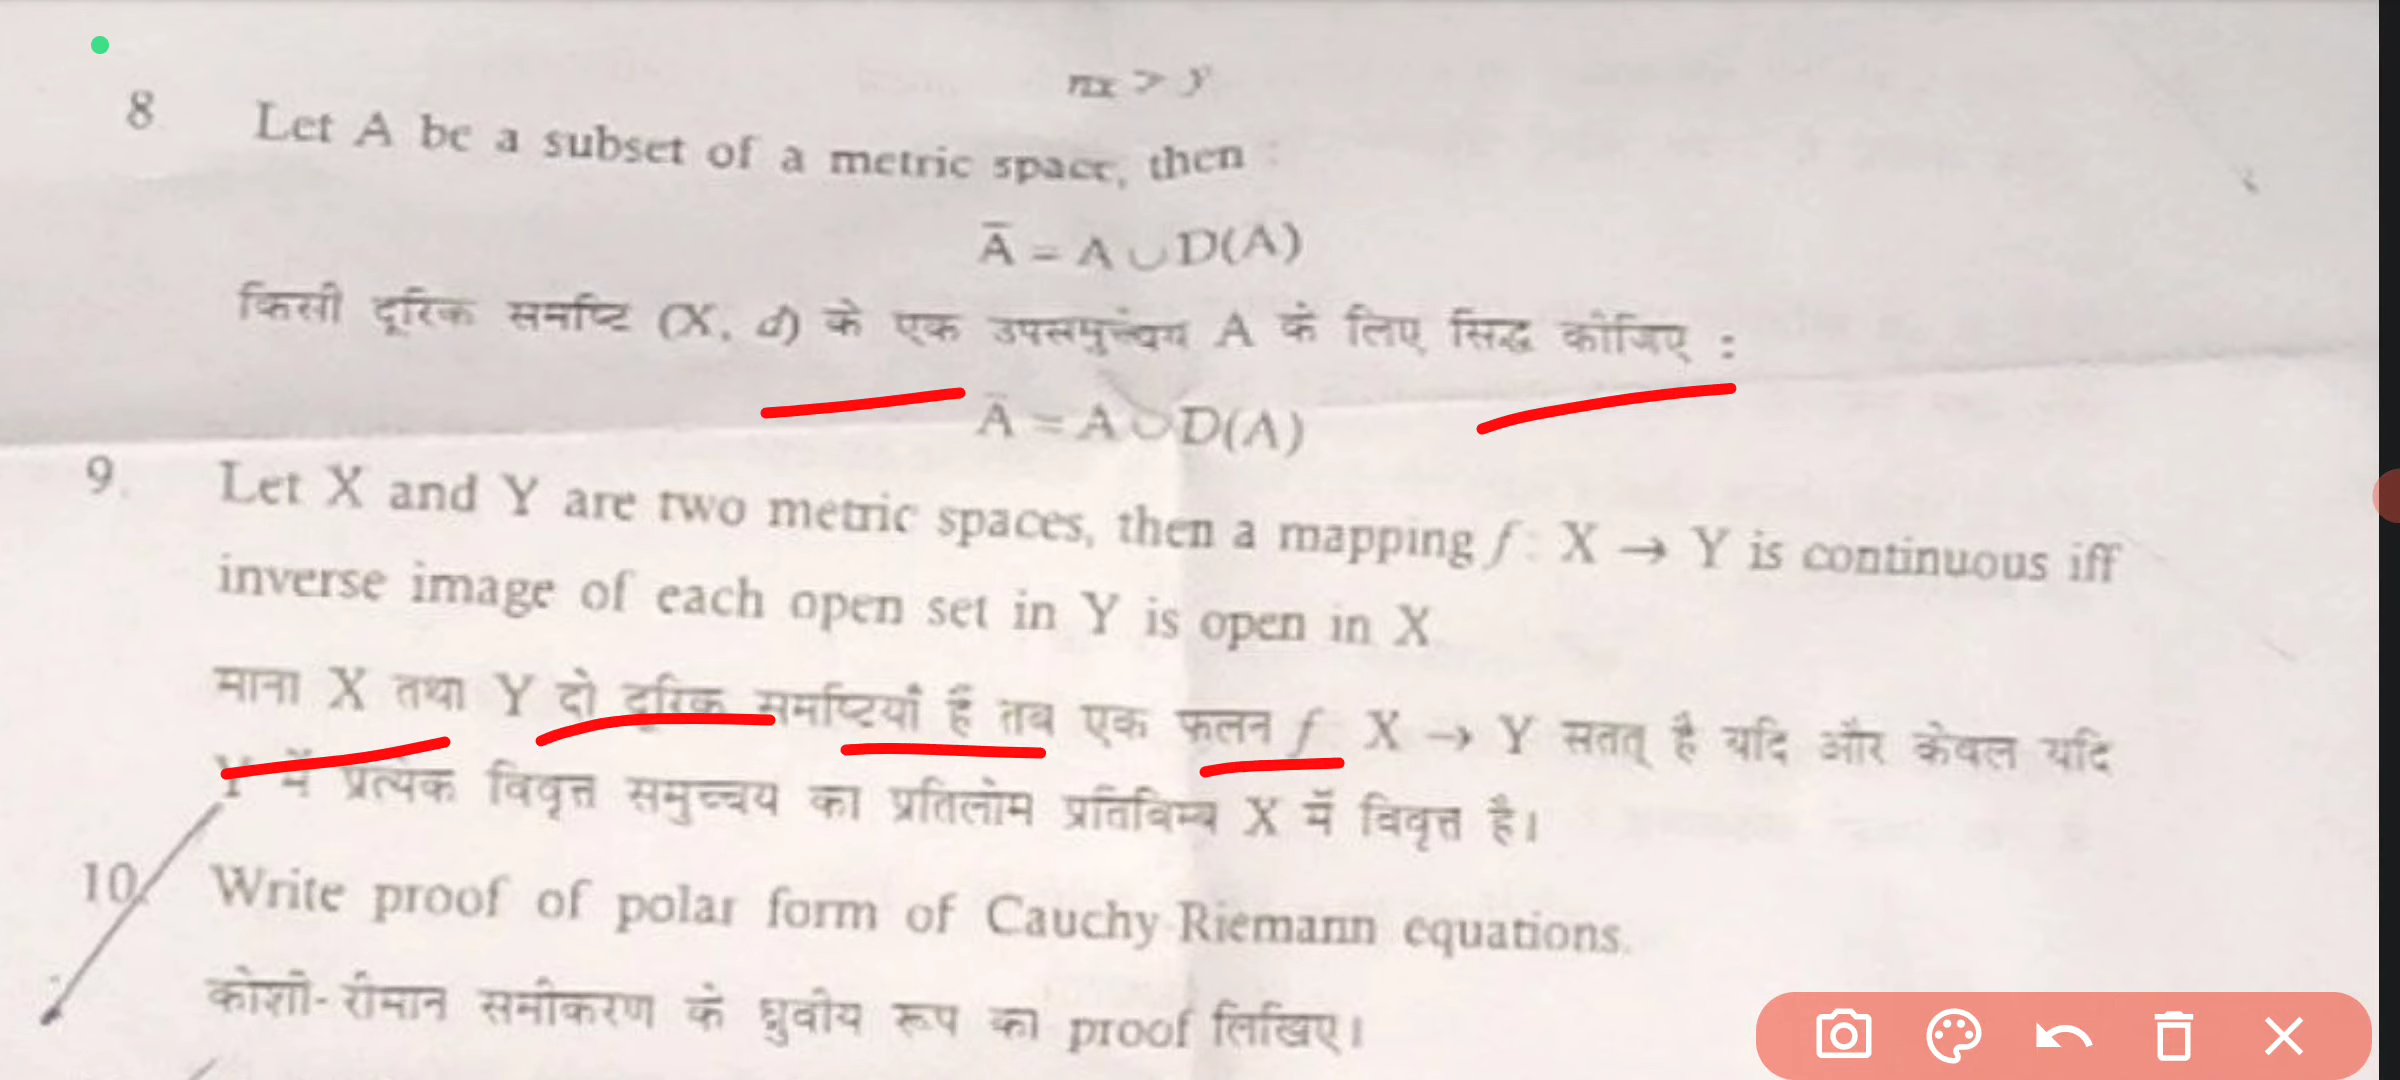 nx > y
8 Let A be a subset of a metric space, then :
Ā = A ∪ D(A)
किसी दूरिक समष्टि (X, d) के एक उपसमुच्चय A के लिए सिद्ध कीजिए :
Ā = A ∪ D(A)
9. Let X and Y are two metric spaces, then a mapping f : X → Y is continuous iff
inverse image of each open set in Y is open in X
माना X तथा Y दो दूरिक समष्टियाँ हैं तब एक फलन f X → Y सतत् है यदि और केवल यदि
Y में प्रत्येक विवृत्त समुच्चय का प्रतिलोम प्रतिविम्ब X में विवृत्त है।
10. Write proof of polar form of Cauchy-Riemann equations.
कोशी-रीमान समीकरण के ध्रुवीय रूप का proof लिखिए।